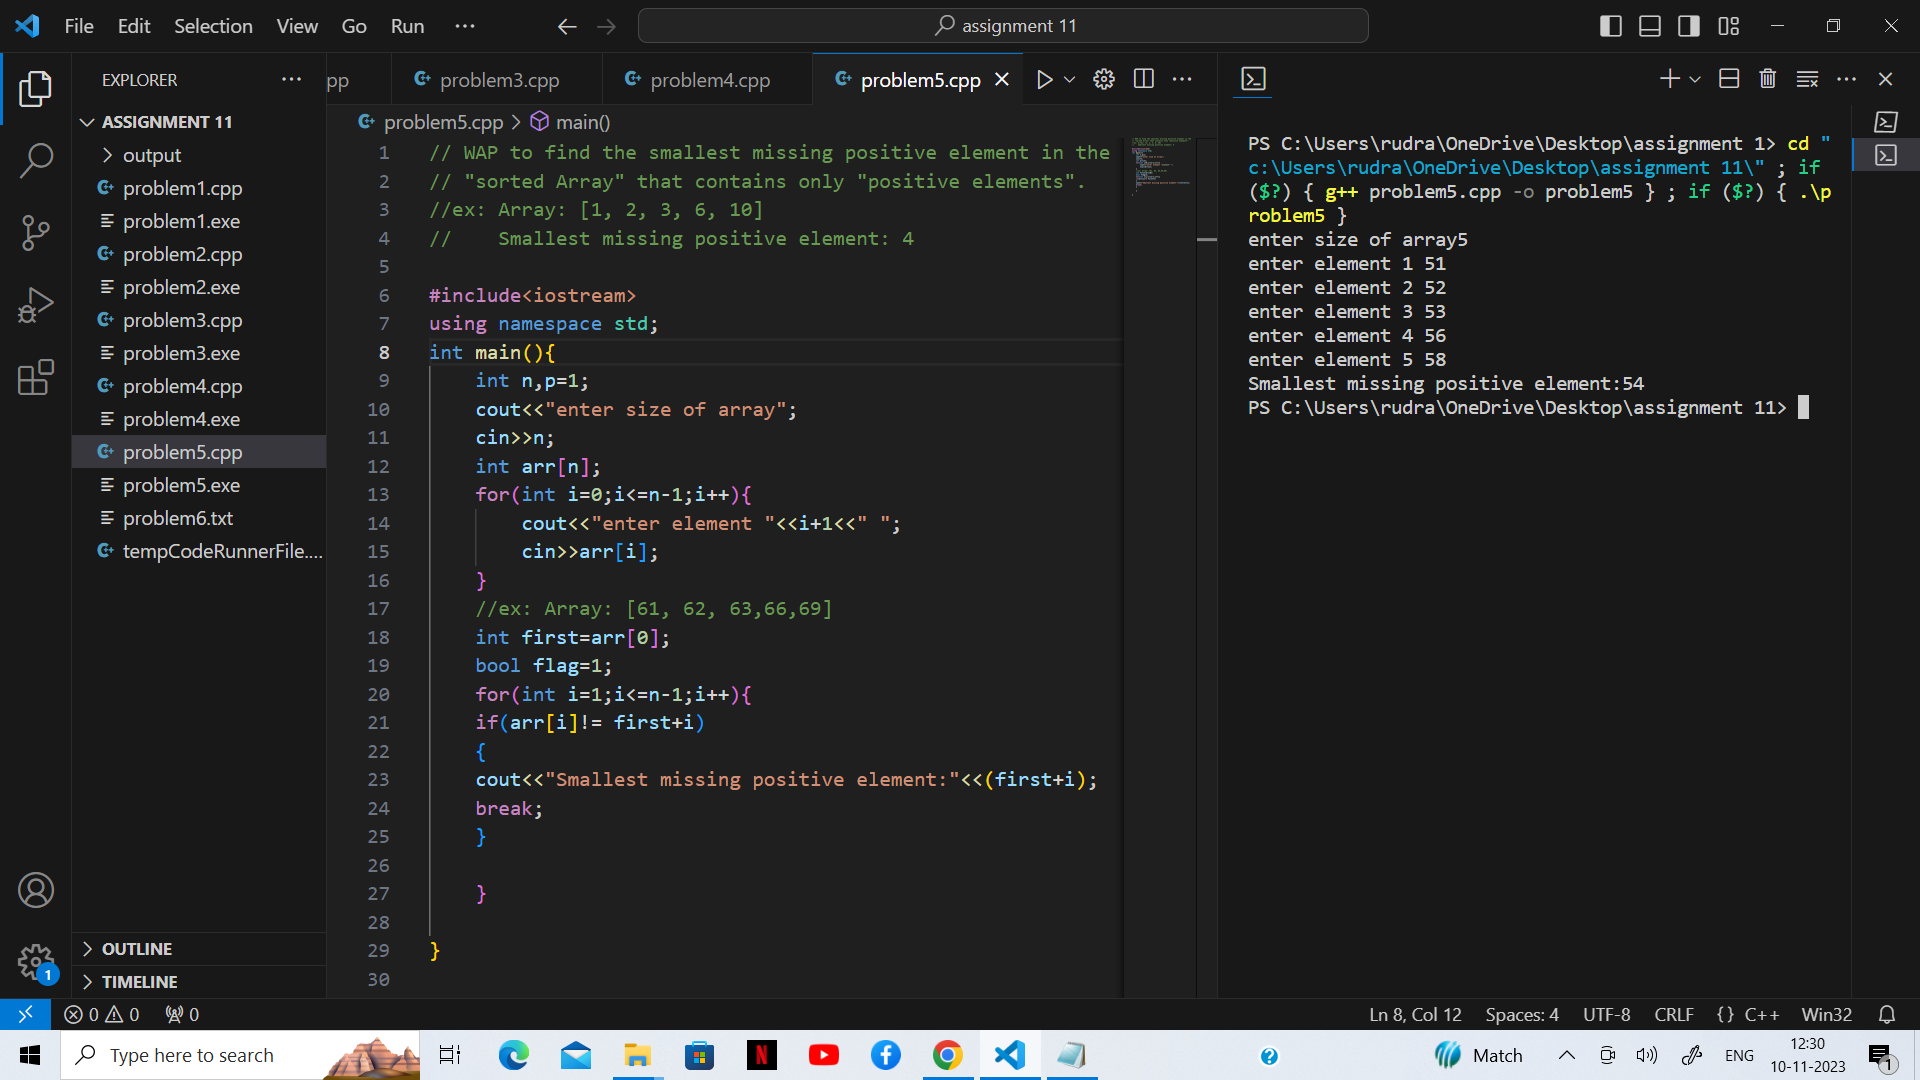 File Edit Selection View Go Run ···
assignment 11
EXPLORER
ASSIGNMENT 11
output
problem1.cpp
problem1.exe
problem2.cpp
problem2.exe
problem3.cpp
problem3.exe
problem4.cpp
problem4.exe
problem5.cpp
problem5.exe
problem6.txt
tempCodeRunnerFile....
OUTLINE
TIMELINE
pp problem3.cpp problem4.cpp problem5.cpp
problem5.cpp > main()
1 // WAP to find the smallest missing positive element in the
2 // "sorted Array" that contains only "positive elements".
3 //ex: Array: [1, 2, 3, 6, 10]
4 //    Smallest missing positive element: 4
5
6 #include<iostream>
7 using namespace std;
8 int main(){
9     int n,p=1;
10     cout<<"enter size of array";
11     cin>>n;
12     int arr[n];
13     for(int i=0;i<=n-1;i++){
14         cout<<"enter element "<<i+1<<" ";
15         cin>>arr[i];
16     }
17     //ex: Array: [61, 62, 63,66,69]
18     int first=arr[0];
19     bool flag=1;
20     for(int i=1;i<=n-1;i++){
21     if(arr[i]!= first+i)
22     {
23     cout<<"Smallest missing positive element:"<<(first+i);
24     break;
25     }
26
27     }
28
29 }
30
PS C:\Users\rudra\OneDrive\Desktop\assignment 1> cd "
c:\Users\rudra\OneDrive\Desktop\assignment 11\" ; if
($?) { g++ problem5.cpp -o problem5 } ; if ($?) { .\p
roblem5 }
enter size of array5
enter element 1 51
enter element 2 52
enter element 3 53
enter element 4 56
enter element 5 58
Smallest missing positive element:54
PS C:\Users\rudra\OneDrive\Desktop\assignment 11>
1
0 0 0
Ln 8, Col 12 Spaces: 4 UTF-8 CRLF {} C++ Win32
Type here to search
N
Match
ENG
12:30
10-11-2023
1